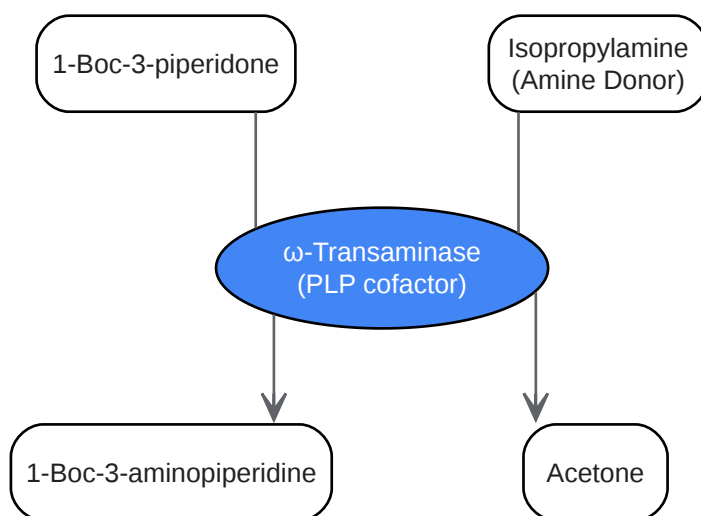 1-Boc-3-piperidone
Isopropylamine
(Amine Donor)
ω-Transaminase
(PLP cofactor)
1-Boc-3-aminopiperidine
Acetone